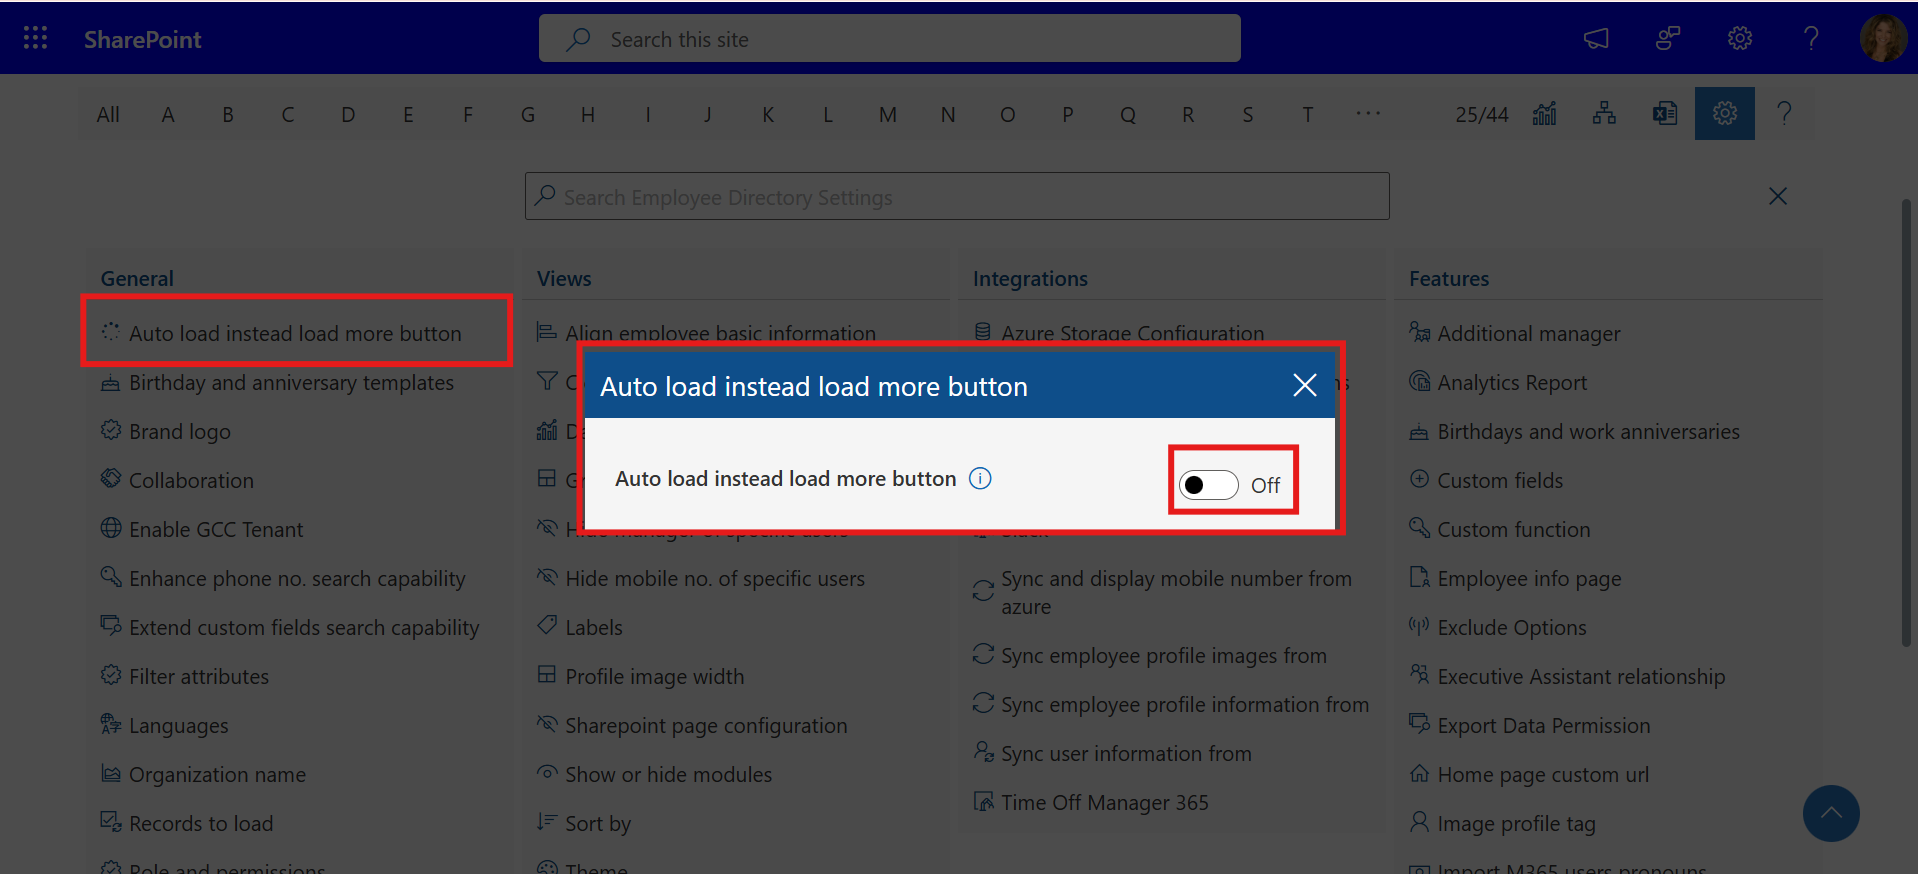 SharePoint
Search this site
All A B C D E F G H I J K L M N O P Q R S T ... 25/44
Search Employee Directory Settings
General
Auto load instead load more button
Birthday and anniversary templates
Brand logo
Collaboration
Enable GCC Tenant
Enhance phone no. search capability
Extend custom fields search capability
Filter attributes
Languages
Organization name
Records to load
Role and permissions
Views
Align employee basic information
Hide manager of specific users
Hide mobile no. of specific users
Labels
Profile image width
Sharepoint page configuration
Show or hide modules
Sort by
Theme
Integrations
Azure Storage Configuration
Slack
Sync and display mobile number from
azure
Sync employee profile images from
Sync employee profile information from
Sync user information from
Time Off Manager 365
Features
Additional manager
Analytics Report
Birthdays and work anniversaries
Custom fields
Custom function
Employee info page
Exclude Options
Executive Assistant relationship
Export Data Permission
Home page custom url
Image profile tag
Import M365 users pronouns
Auto load instead load more button
Auto load instead load more button
Off